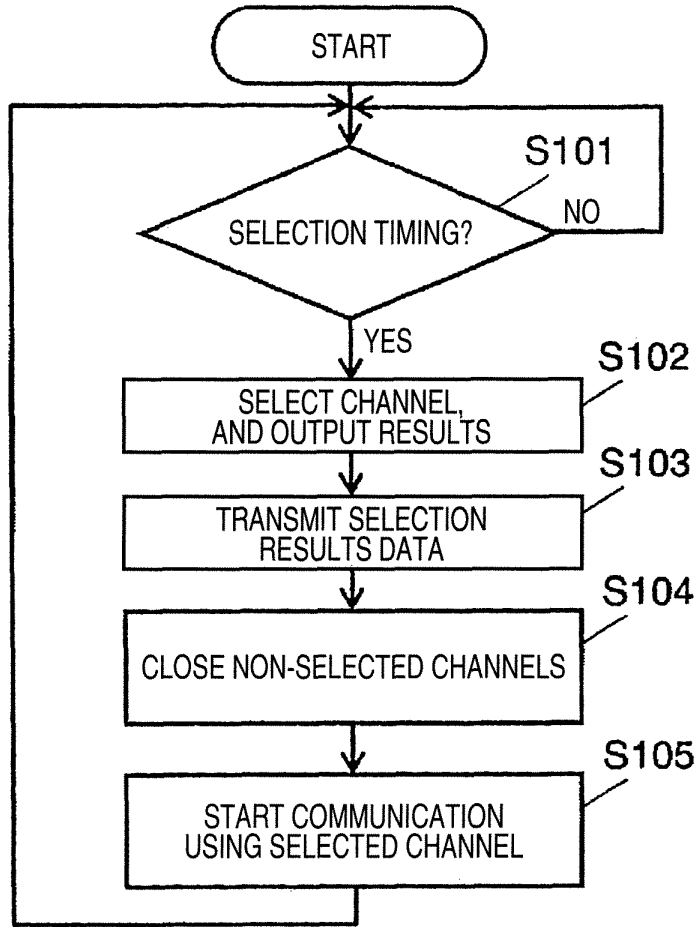 START
S101
SELECTION TIMING?
NO
YES
S102
SELECT CHANNEL,
AND OUTPUT RESULTS
S103
TRANSMIT SELECTION
RESULTS DATA
S104
CLOSE NON-SELECTED CHANNELS
S105
START COMMUNICATION
USING SELECTED CHANNEL